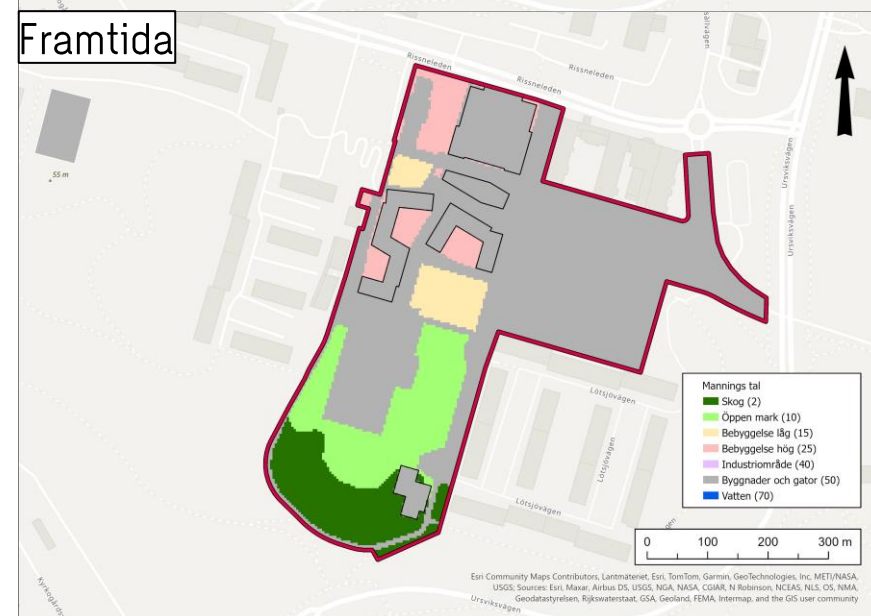 Framtida
Rissneleden
Rissneleden
Rissneleden
Ursviksvägen
55 m
Ursviksvägen
Lötsjövägen
Lötsjövägen
Lötsjövägen
Mannings tal
Skog (2)
Öppen mark (10)
Bebyggelse låg (15)
Bebyggelse hög (25)
Industriområde (40)
Byggnader och gator (50)
Vatten (70)
0 100 200 300 m
Esri Community Maps Contributors, Lantmäteriet, Esri, TomTom, Garmin, GeoTechnologies, Inc, METI/NASA,
USGS; Sources: Esri, Maxar, Airbus DS, USGS, NGA, NASA, CGIAR, N Robinson, NCEAS, NLS, OS, NMA,
Geodatastyrelsen, Rijkswaterstaat, GSA, Geoland, FEMA, Intermap, and the GIS user community
Ursviksvägen